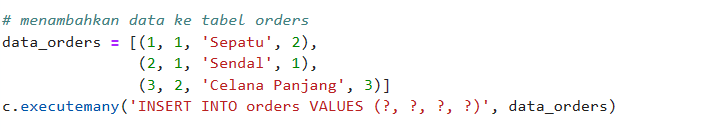 # menambahkan data ke tabel orders
data_orders = [(1, 1, 'Sepatu', 2),
               (2, 1, 'Sendal', 1),
               (3, 2, 'Celana Panjang', 3)]
c.executemany('INSERT INTO orders VALUES (?, ?, ?, ?)', data_orders)